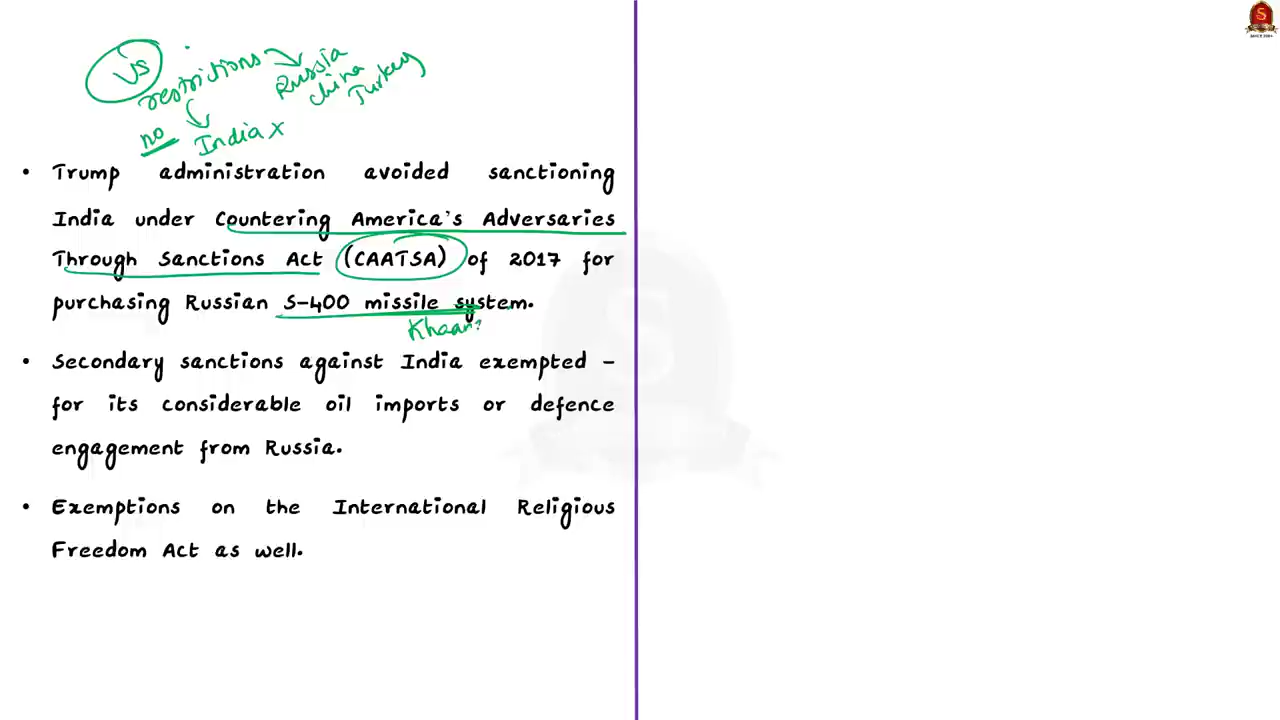 US
restrictions → Russia
China
Turkey
no India x
• Trump administration avoided sanctioning
India under Countering America's Adversaries
Through Sanctions Act (CAATSA) of 2017 for
purchasing Russian S-400 missile system.
• Secondary sanctions against India exempted -
for its considerable oil imports or defence
engagement from Russia.
• Exemptions on the International Religious
Freedom Act as well.
S